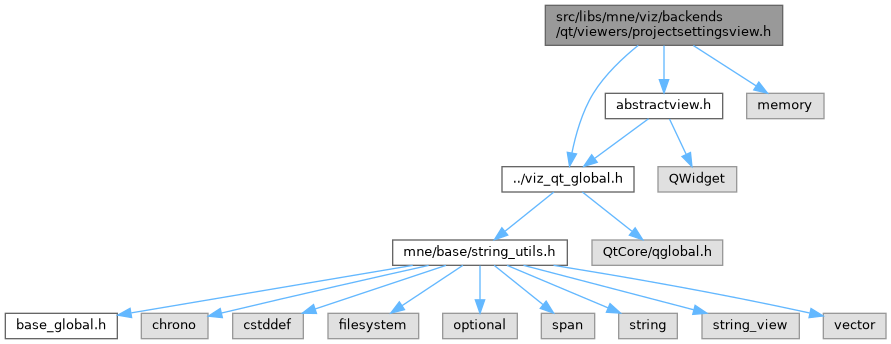 src/libs/mne/viz/backends
/qt/viewers/projectsettingsview.h
abstractview.h
memory
../viz_qt_global.h
QWidget
mne/base/string_utils.h
QtCore/qglobal.h
base_global.h
chrono
cstddef
filesystem
optional
span
string
string_view
vector